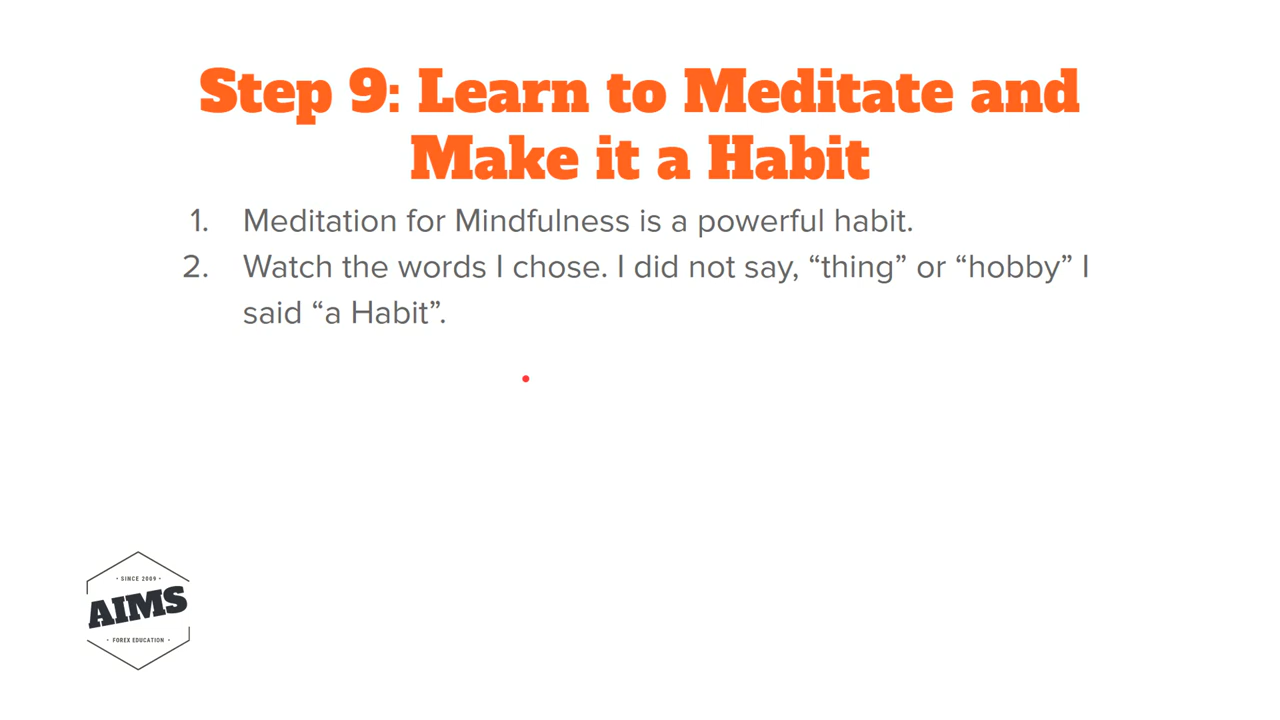 Step 9: Learn to Meditate and
Make it a Habit
1. Meditation for Mindfulness is a powerful habit.
2. Watch the words I chose. I did not say, “thing” or “hobby” I
said “a Habit”.
• SINCE 2009 •
AIMS
• FOREX EDUCATION •